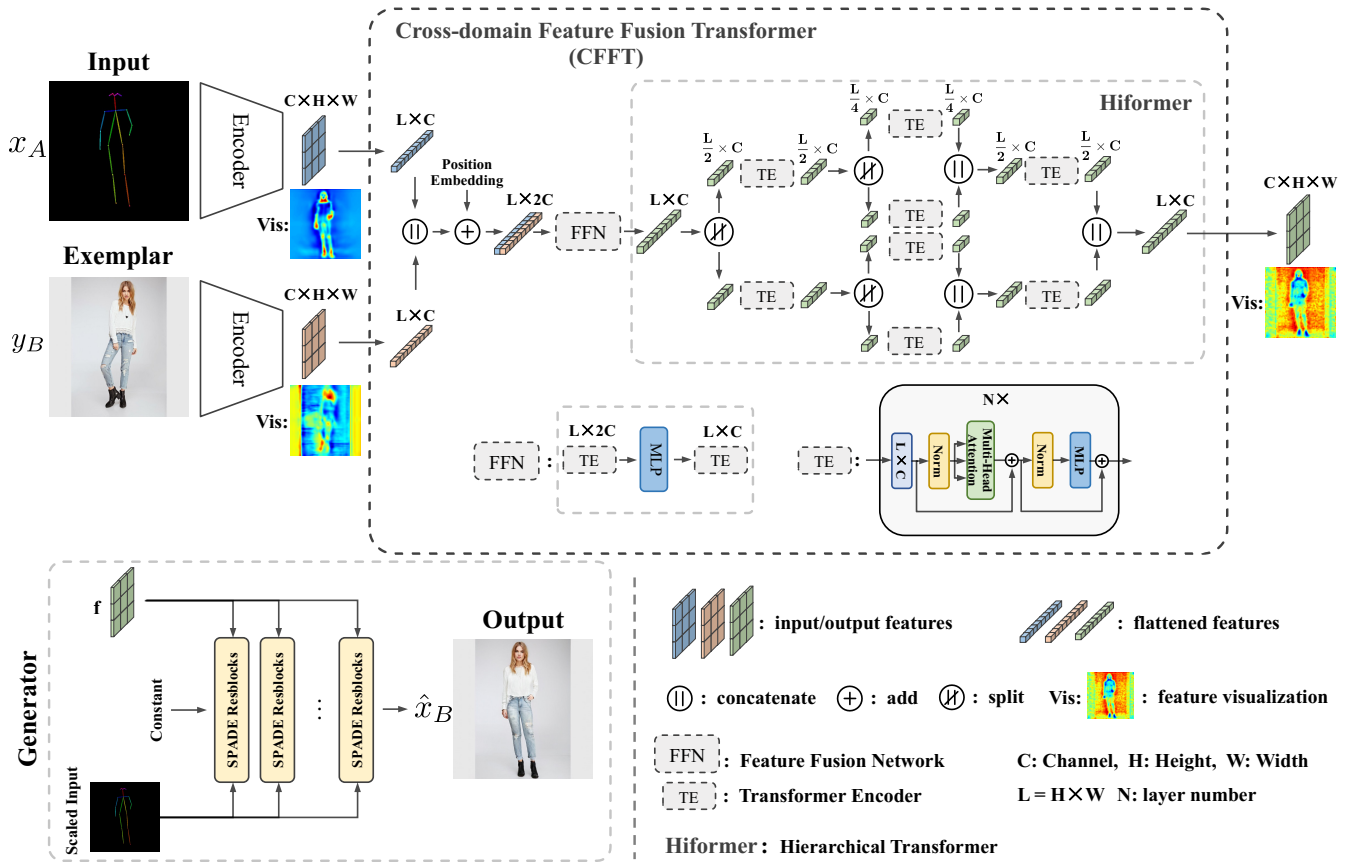 Cross-domain Feature Fusion Transformer
(CFFT)
Input
x_A
Encoder
C×H×W
Vis:
L×C
Exemplar
y_B
Encoder
C×H×W
Vis:
L×C
Position
Embedding
L×2C
FFN
L×C
Hiformer
L/2 × C
TE
L/2 × C
L/4 × C
TE
L/4 × C
L/2 × C
TE
L/2 × C
TE
TE
TE
TE
TE
L×C
C×H×W
Vis:
FFN :
L×2C
TE
MLP
L×C
TE
TE :
N×
L × C
Norm
Multi-Head
Attention
Norm
MLP
Generator
f
Constant
Scaled Input
SPADE Resblocks
SPADE Resblocks
...
SPADE Resblocks
x̂_B
Output
: input/output features
: flattened features
|| : concatenate
+ : add
: split
Vis: : feature visualization
FFN : Feature Fusion Network
C: Channel, H: Height, W: Width
TE : Transformer Encoder
L = H×W N: layer number
Hiformer : Hierarchical Transformer